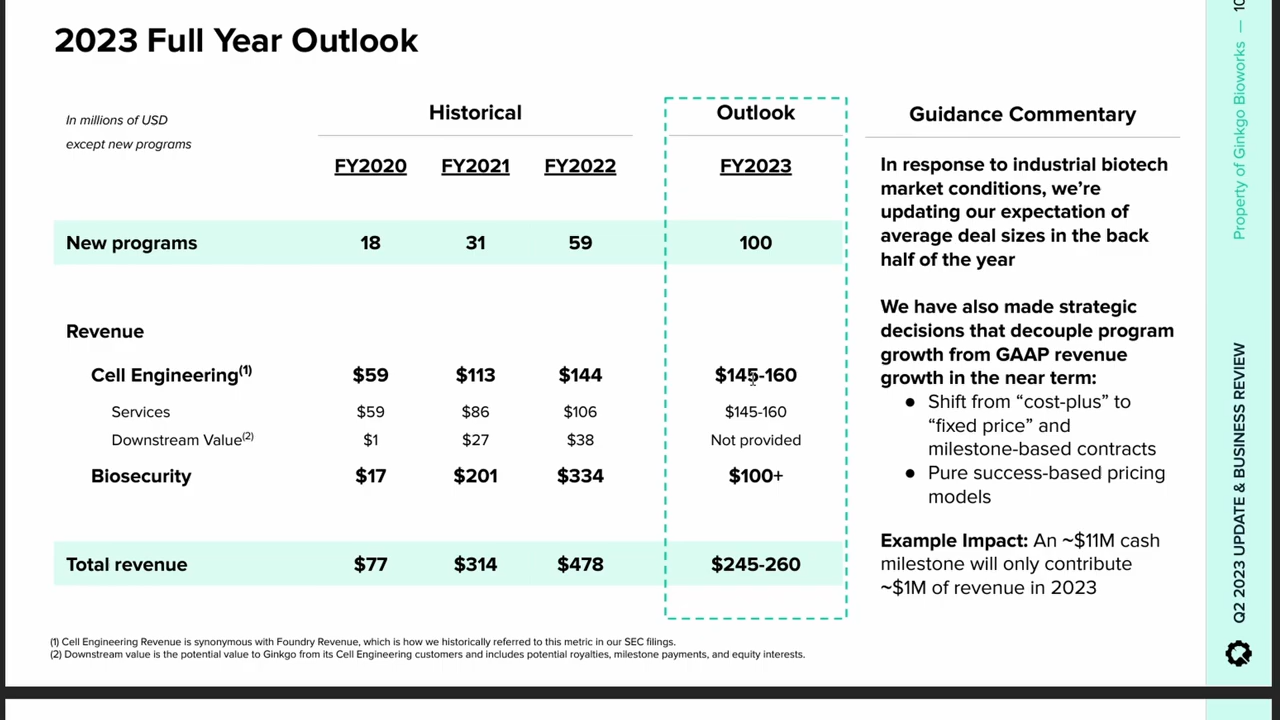 2023 Full Year Outlook
In millions of USD
except new programs
Historical
Outlook
Guidance Commentary
FY2020 FY2021 FY2022 FY2023
New programs 18 31 59 100
Revenue
Cell Engineering(1) $59 $113 $144 $145-160
Services $59 $86 $106 $145-160
Downstream Value(2) $1 $27 $38 Not provided
Biosecurity $17 $201 $334 $100+
Total revenue $77 $314 $478 $245-260
In response to industrial biotech
market conditions, we’re
updating our expectation of
average deal sizes in the back
half of the year
We have also made strategic
decisions that decouple program
growth from GAAP revenue
growth in the near term:
● Shift from “cost-plus” to
“fixed price” and
milestone-based contracts
● Pure success-based pricing
models
Example Impact: An ~$11M cash
milestone will only contribute
~$1M of revenue in 2023
(1) Cell Engineering Revenue is synonymous with Foundry Revenue, which is how we historically referred to this metric in our SEC filings.
(2) Downstream value is the potential value to Ginkgo from its Cell Engineering customers and includes potential royalties, milestone payments, and equity interests.
Q2 2023 UPDATE & BUSINESS REVIEW
Property of Ginkgo Bioworks — 10